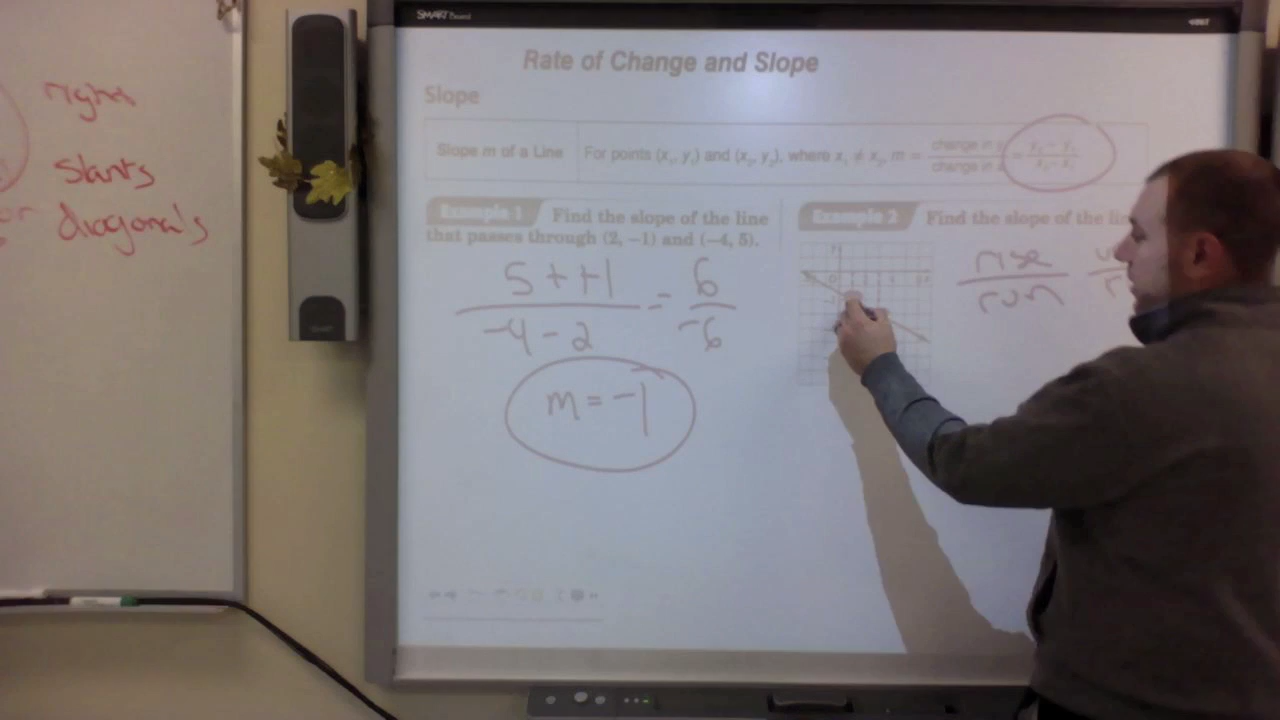 right
slants
or diagonals
SMART Board
Rate of Change and Slope
Slope
Slope m of a Line
For points (x₁, y₁) and (x₂, y₂), where x₁ ≠ x₂, m = change in y / change in x = y₂ − y₁ / x₂ − x₁
Example 1 Find the slope of the line
that passes through (2, −1) and (−4, 5).
5 + +1 / -4 - 2 = 6 / -6
m = -1
Example 2 Find the slope of the
rise / run